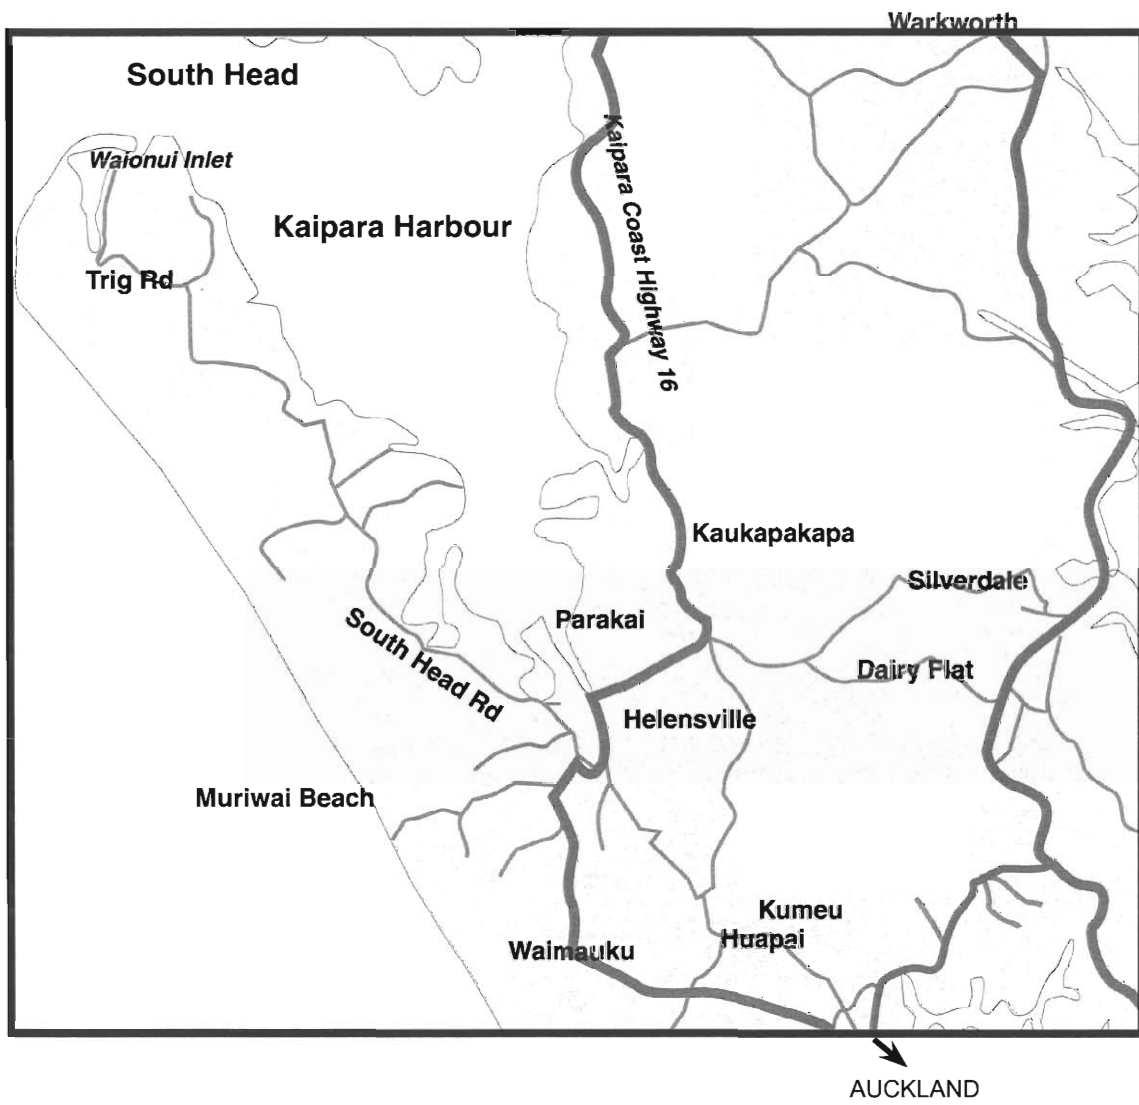 Warkworth
South Head
Waionui Inlet
Kaipara Harbour
Kaipara Coast Highway 16
Trig Rd
Kaukapakapa
Silverdale
Parakai
South Head Rd
Dairy Flat
Helensville
Muriwai Beach
Kumeu
Huapai
Waimauku
AUCKLAND